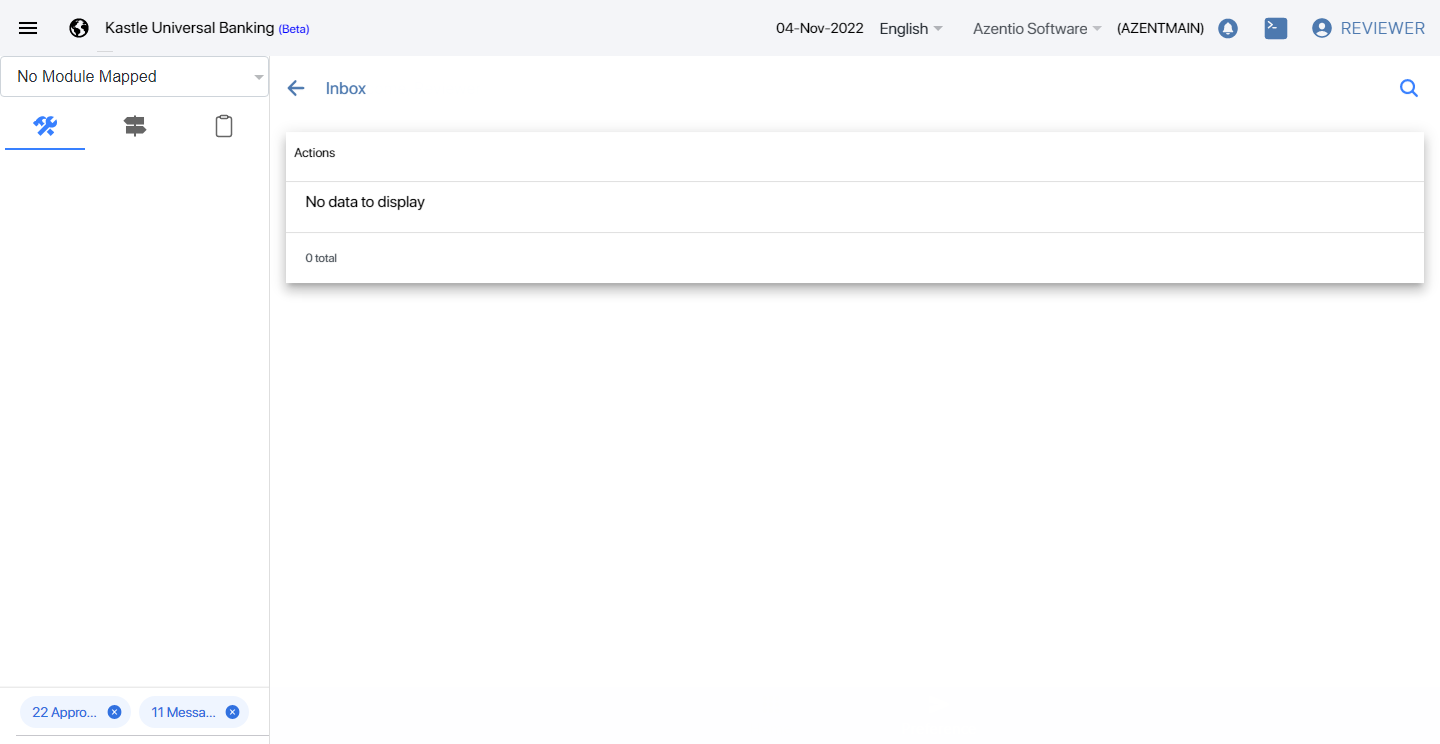 Kastle Universal Banking (Beta)
04-Nov-2022 English Azentio Software (AZENTMAIN) REVIEWER
No Module Mapped
Inbox
Actions
No data to display
0 total
22 Appro... 11 Messa...